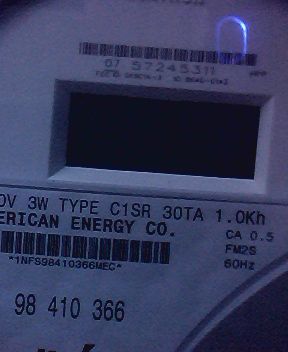 07 57245311
0V 3W TYPE C1SR 30TA 1.0Kh
ERICAN ENERGY CO.
CA 0.5
*1NFS98410366MEC*
FM2S
60Hz
98 410 366